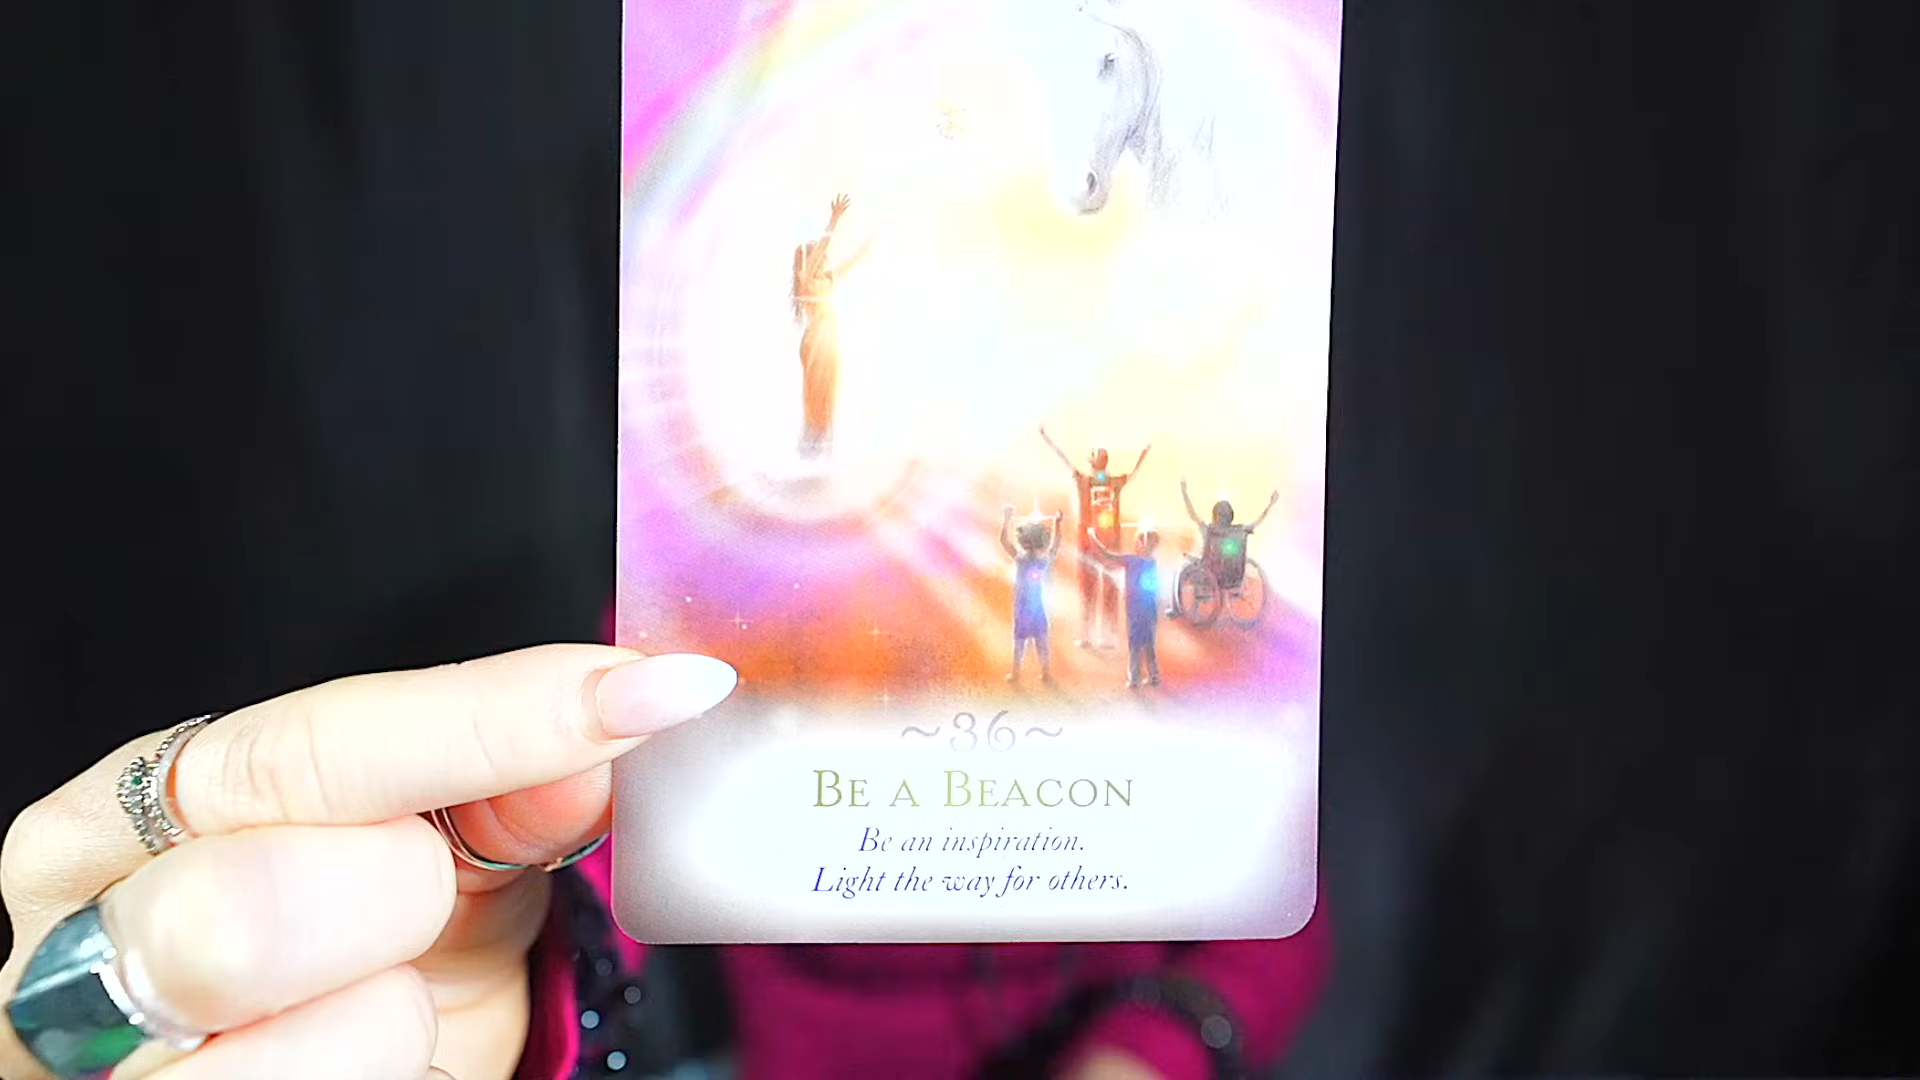 ~36~
BE A BEACON
Be an inspiration.
Light the way for others.